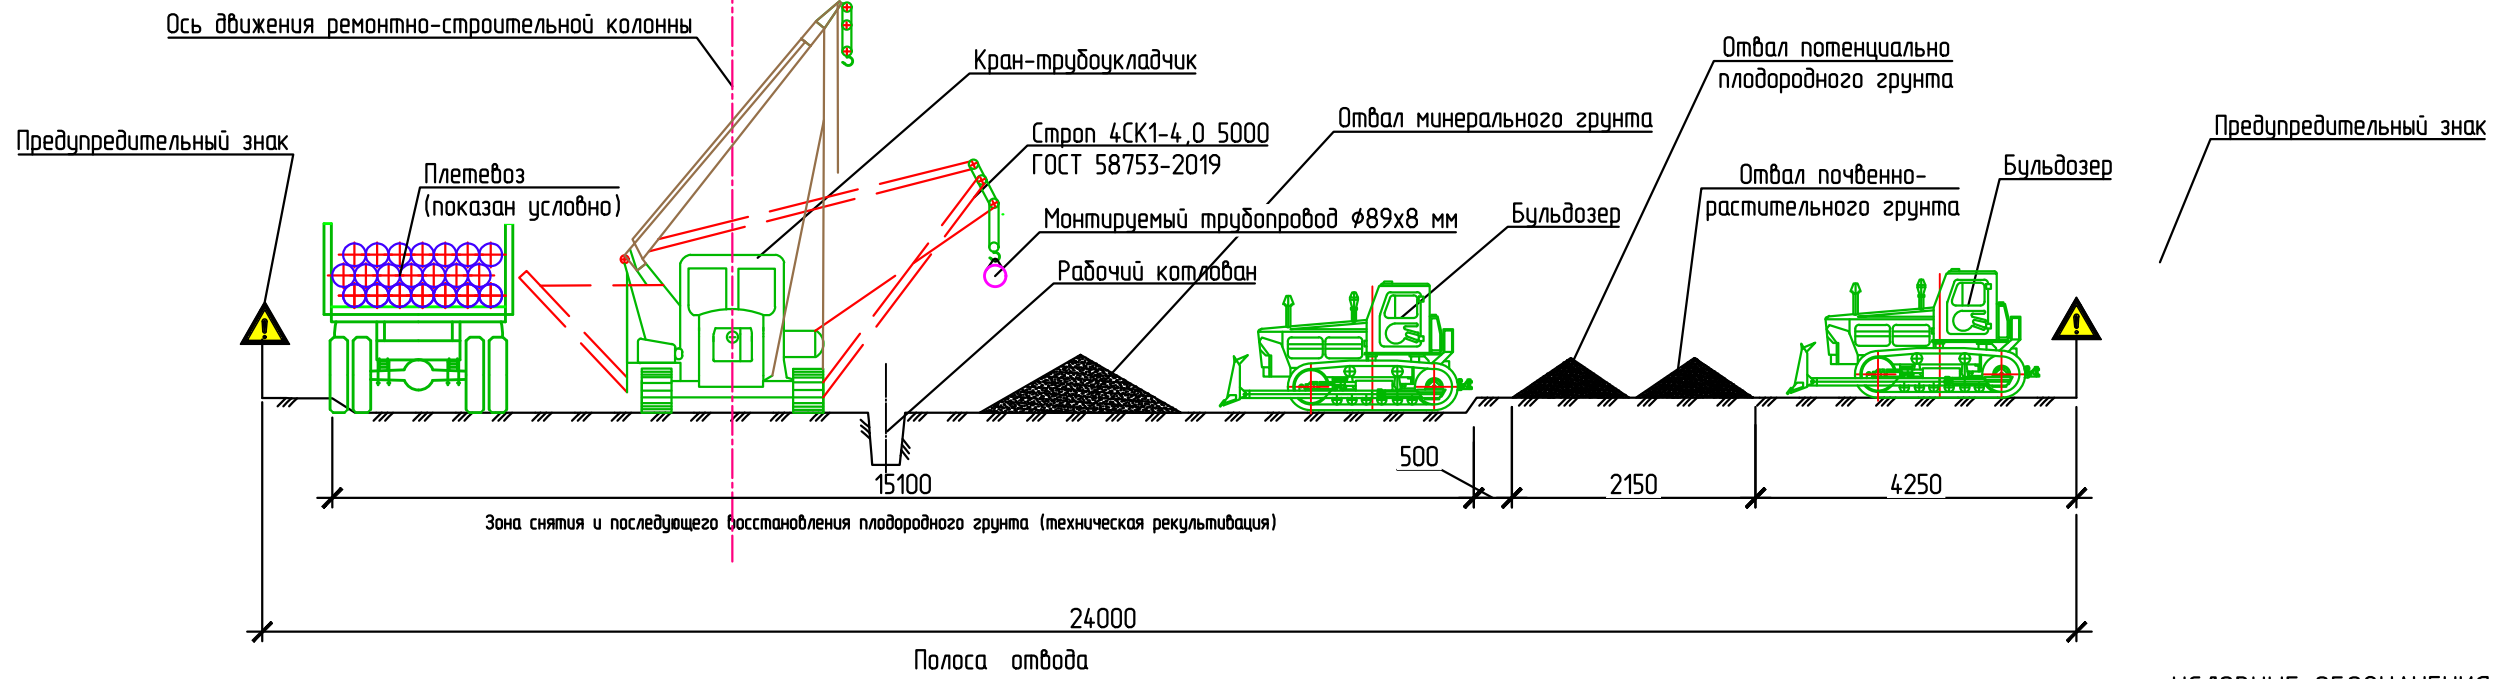 Ось движения ремонтно-строительной колонны
Кран-трубоукладчик
Отвал потенциально
плодородного грунта
Предупредительный знак
Строп 4СК1-4,0 5000
ГОСТ 58753-2019
Отвал минерального грунта
Предупредительный знак
Плетевоз
(показан условно)
Отвал почвенно-
растительного грунта
Бульдозер
Монтируемый трубопровод ф89х8 мм
Бульдозер
Рабочий котлован
500
15100
2150
4250
Зона снятия и последующего восстановления плодородного грунта (техническая рекультивация)
24000
Полоса отвода